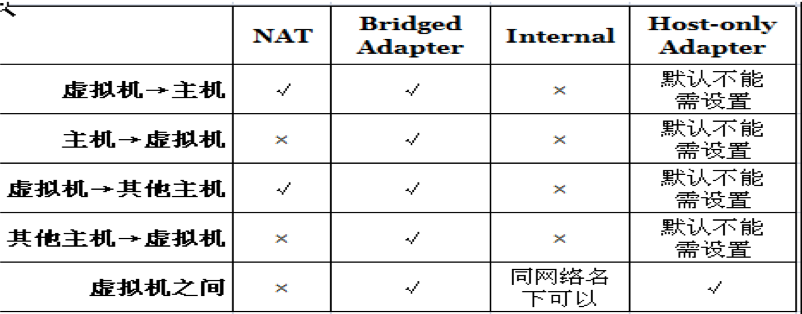 NAT Bridged Adapter Internal Host-only Adapter
虚拟机→主机 √ √ × 默认不能需设置
主机→虚拟机 × √ × 默认不能需设置
虚拟机→其他主机 √ √ × 默认不能需设置
其他主机→虚拟机 × √ × 默认不能需设置
虚拟机之间 × √ 同网络名下可以 √